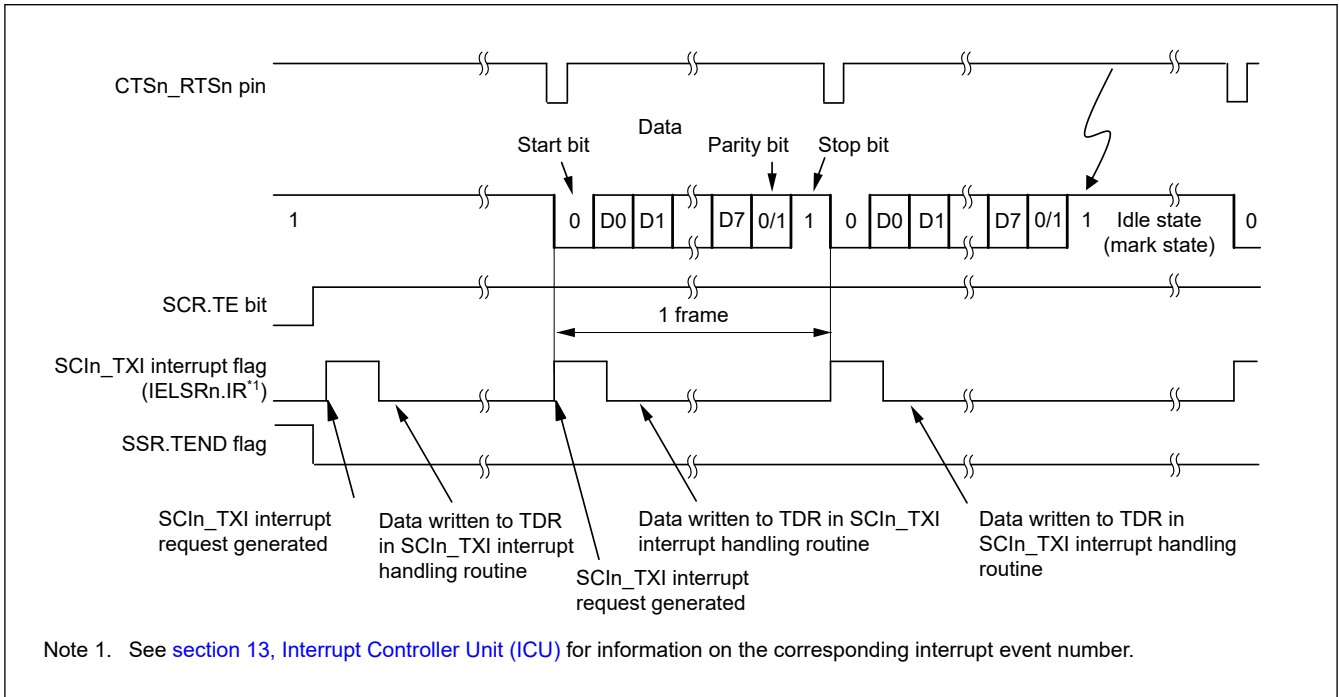 CTSn_RTSn pin
Data
Start bit
Parity bit
Stop bit
1
0
D0
D1
D7
0/1
1
0
D0
D1
D7
0/1
1
Idle state
(mark state)
0
SCR.TE bit
1 frame
SCIn_TXI interrupt flag
(IELSRn.IR*1)
SSR.TEND flag
SCIn_TXI interrupt
request generated
Data written to TDR
in SCIn_TXI interrupt
handling routine
SCIn_TXI interrupt
request generated
Data written to TDR in SCIn_TXI
interrupt handling routine
Data written to TDR in
SCIn_TXI interrupt handling
routine
Note 1. See section 13, Interrupt Controller Unit (ICU) for information on the corresponding interrupt event number.